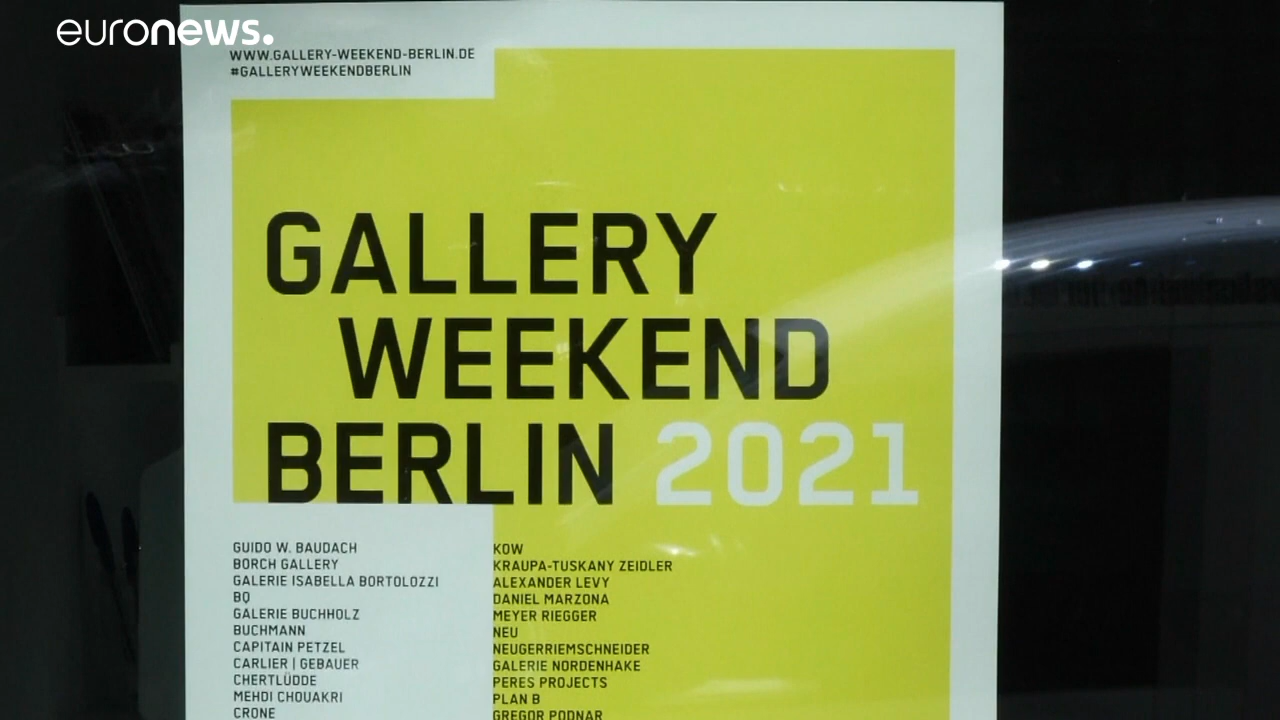 euronews.
WWW.GALLERY-WEEKEND-BERLIN.DE
#GALLERYWEEKENDBERLIN
GALLERY
WEEKEND
BERLIN 2021
GUIDO W. BAUDACH
BORCH GALLERY
GALERIE ISABELLA BORTOLOZZI
BQ
GALERIE BUCHHOLZ
BUCHMANN
CAPITAIN PETZEL
CARLIER | GEBAUER
CHERTLÜDDE
MEHDI CHOUAKRI
CRONE
KOW
KRAUPA-TUSKANY ZEIDLER
ALEXANDER LEVY
DANIEL MARZONA
MEYER RIEGGER
NEU
NEUGERRIEMSCHNEIDER
GALERIE NORDENHAKE
PERES PROJECTS
PLAN B
GREGOR PODNAR